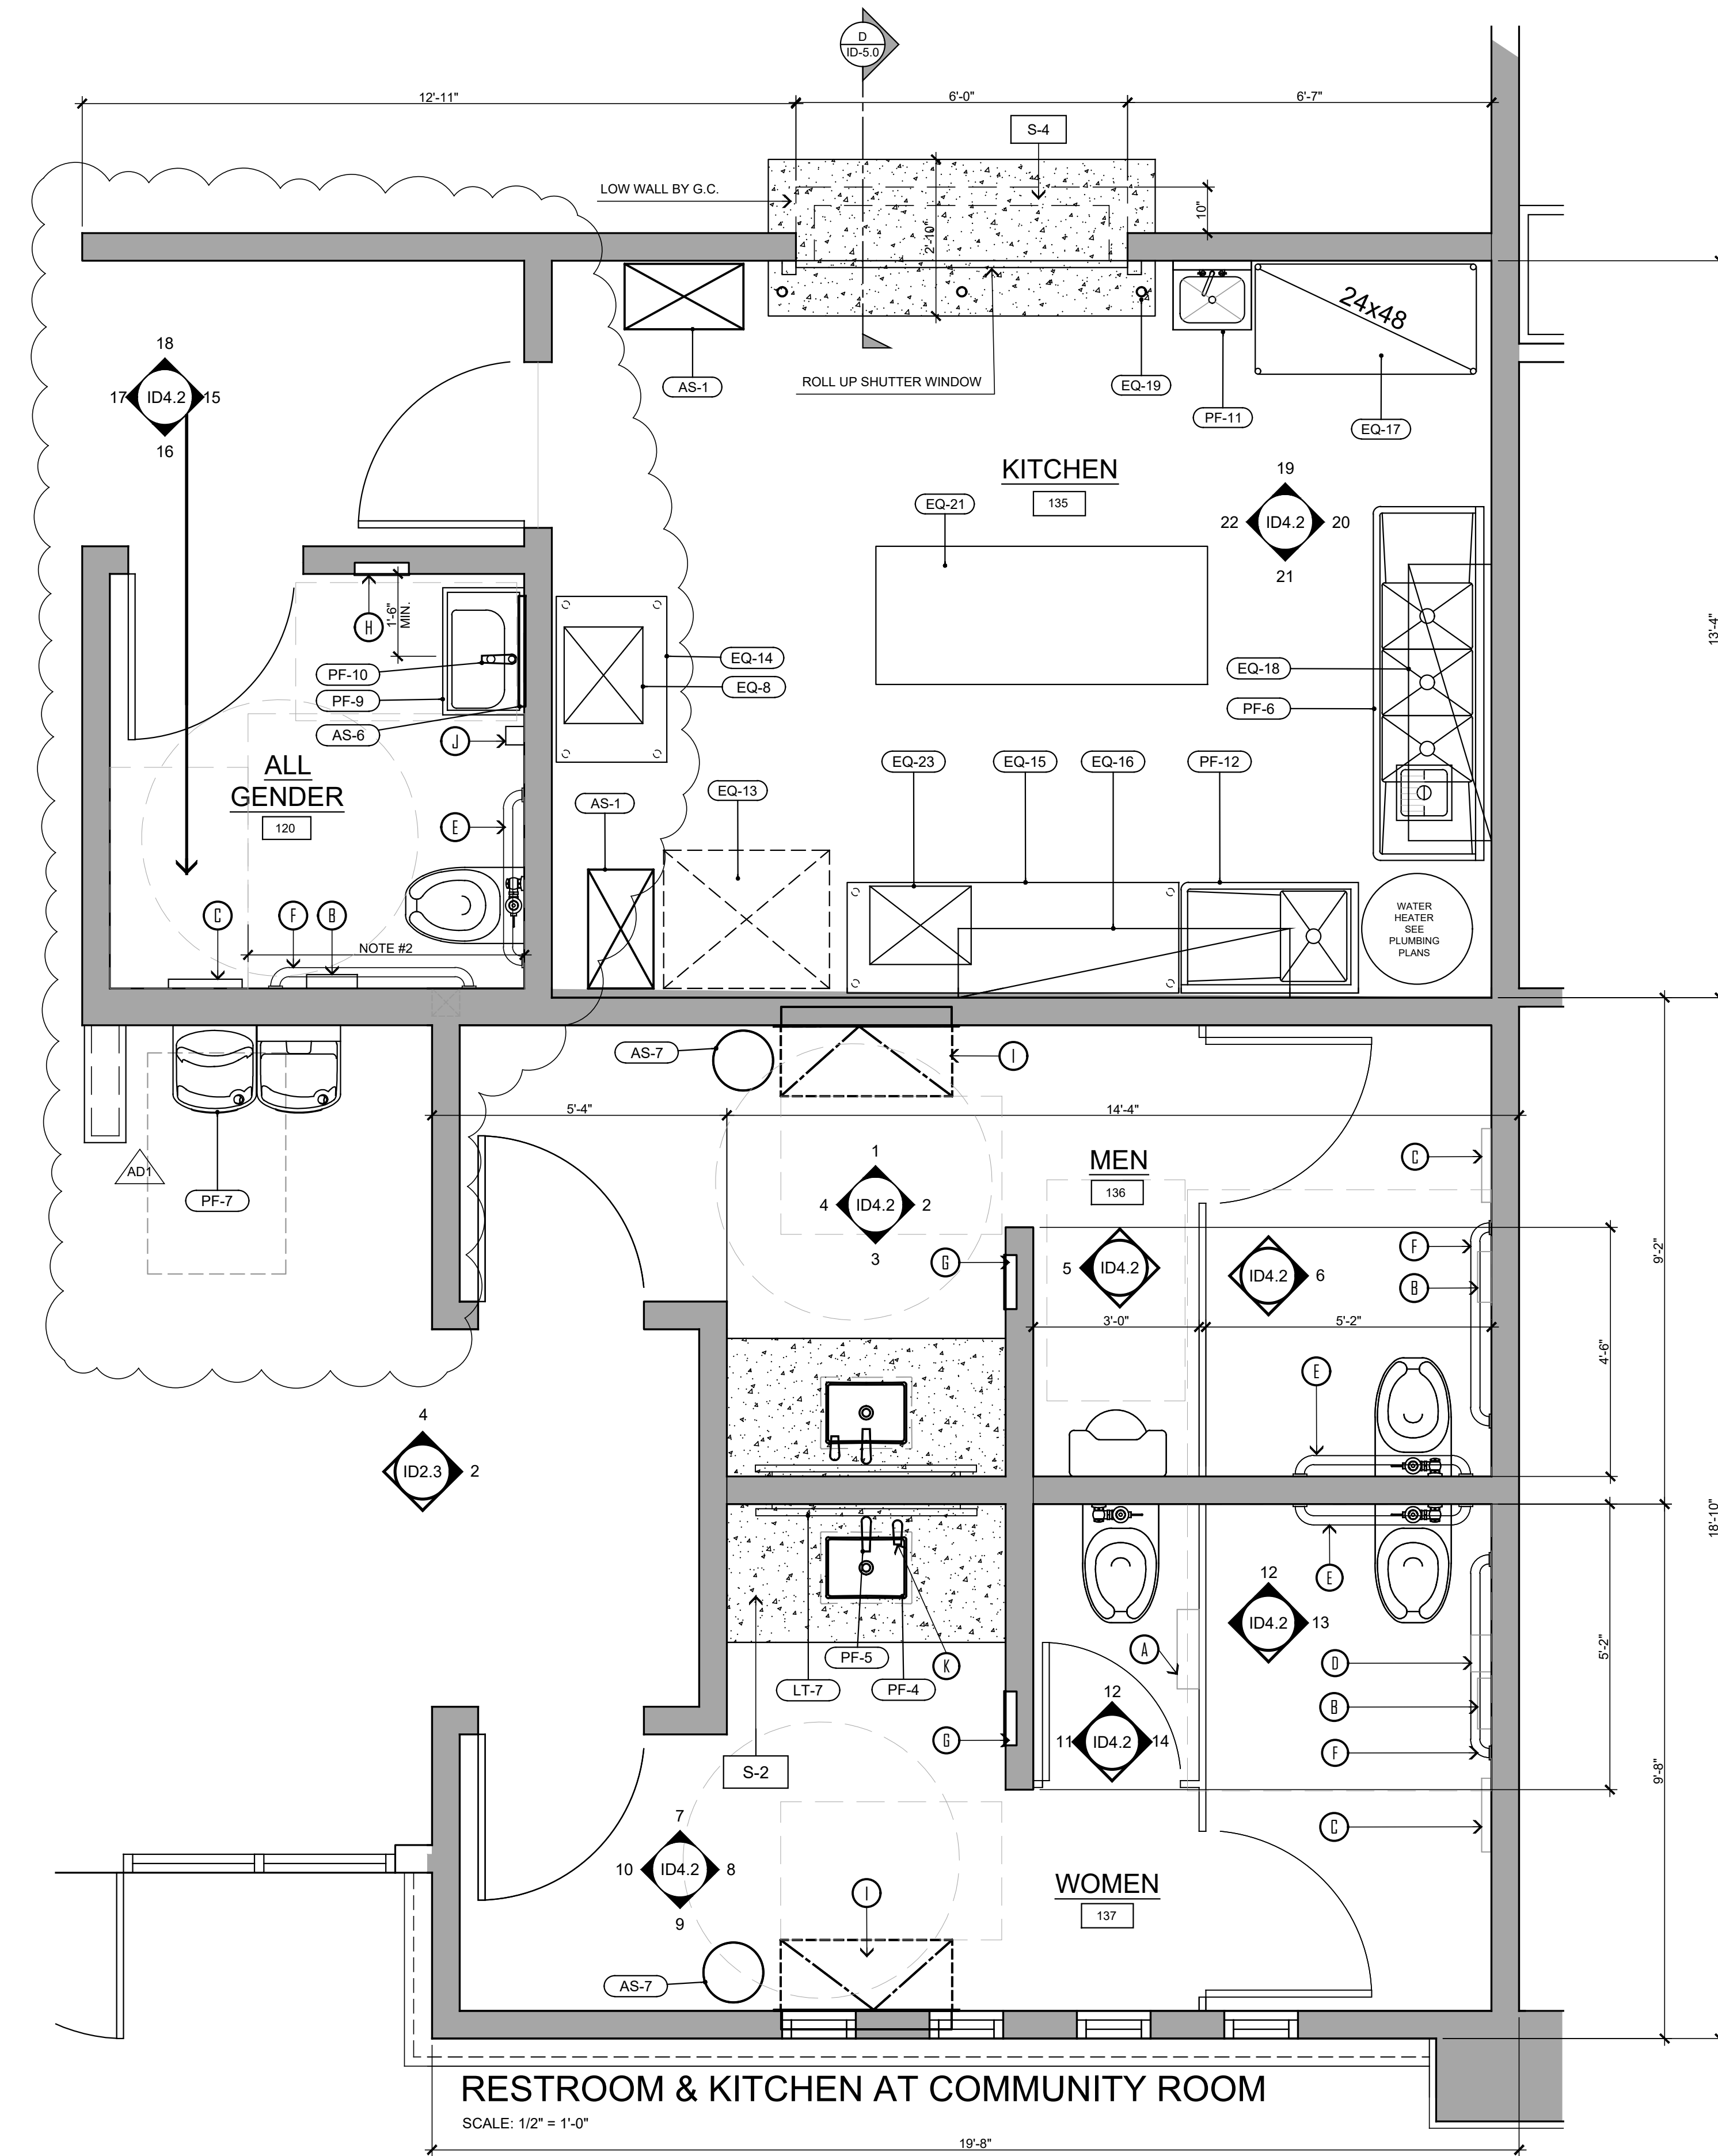 D
ID-5.0
12'-11"
6'-0"
6'-7"
S-4
LOW WALL BY G.C.
10"
2'-10"
24x48
18
17
ID4.2
15
16
AS-1
ROLL UP SHUTTER WINDOW
EQ-19
PF-11
EQ-17
KITCHEN
135
19
22
ID4.2
20
21
EQ-21
13'-4"
H
1'-6"
MIN.
PF-10
PF-9
AS-6
J
EQ-14
EQ-8
EQ-18
PF-6
ALL
GENDER
120
E
EQ-23
EQ-15
EQ-16
PF-12
EQ-13
AS-1
C
F
B
NOTE #2
WATER
HEATER
SEE
PLUMBING
PLANS
AS-7
I
5'-4"
14'-4"
AD1
PF-7
MEN
136
C
1
4
ID4.2
2
3
G
5
ID4.2
ID4.2
6
F
B
9'-2"
3'-0"
5'-2"
4'-6"
E
4
ID2.3
2
18'-10"
E
12
ID4.2
13
A
D
B
F
5'-2"
PF-5
K
LT-7
PF-4
G
12
11
ID4.2
14
S-2
C
9'-8"
7
10
ID4.2
8
9
I
WOMEN
137
AS-7
RESTROOM & KITCHEN AT COMMUNITY ROOM
SCALE: 1/2" = 1'-0"
19'-8"